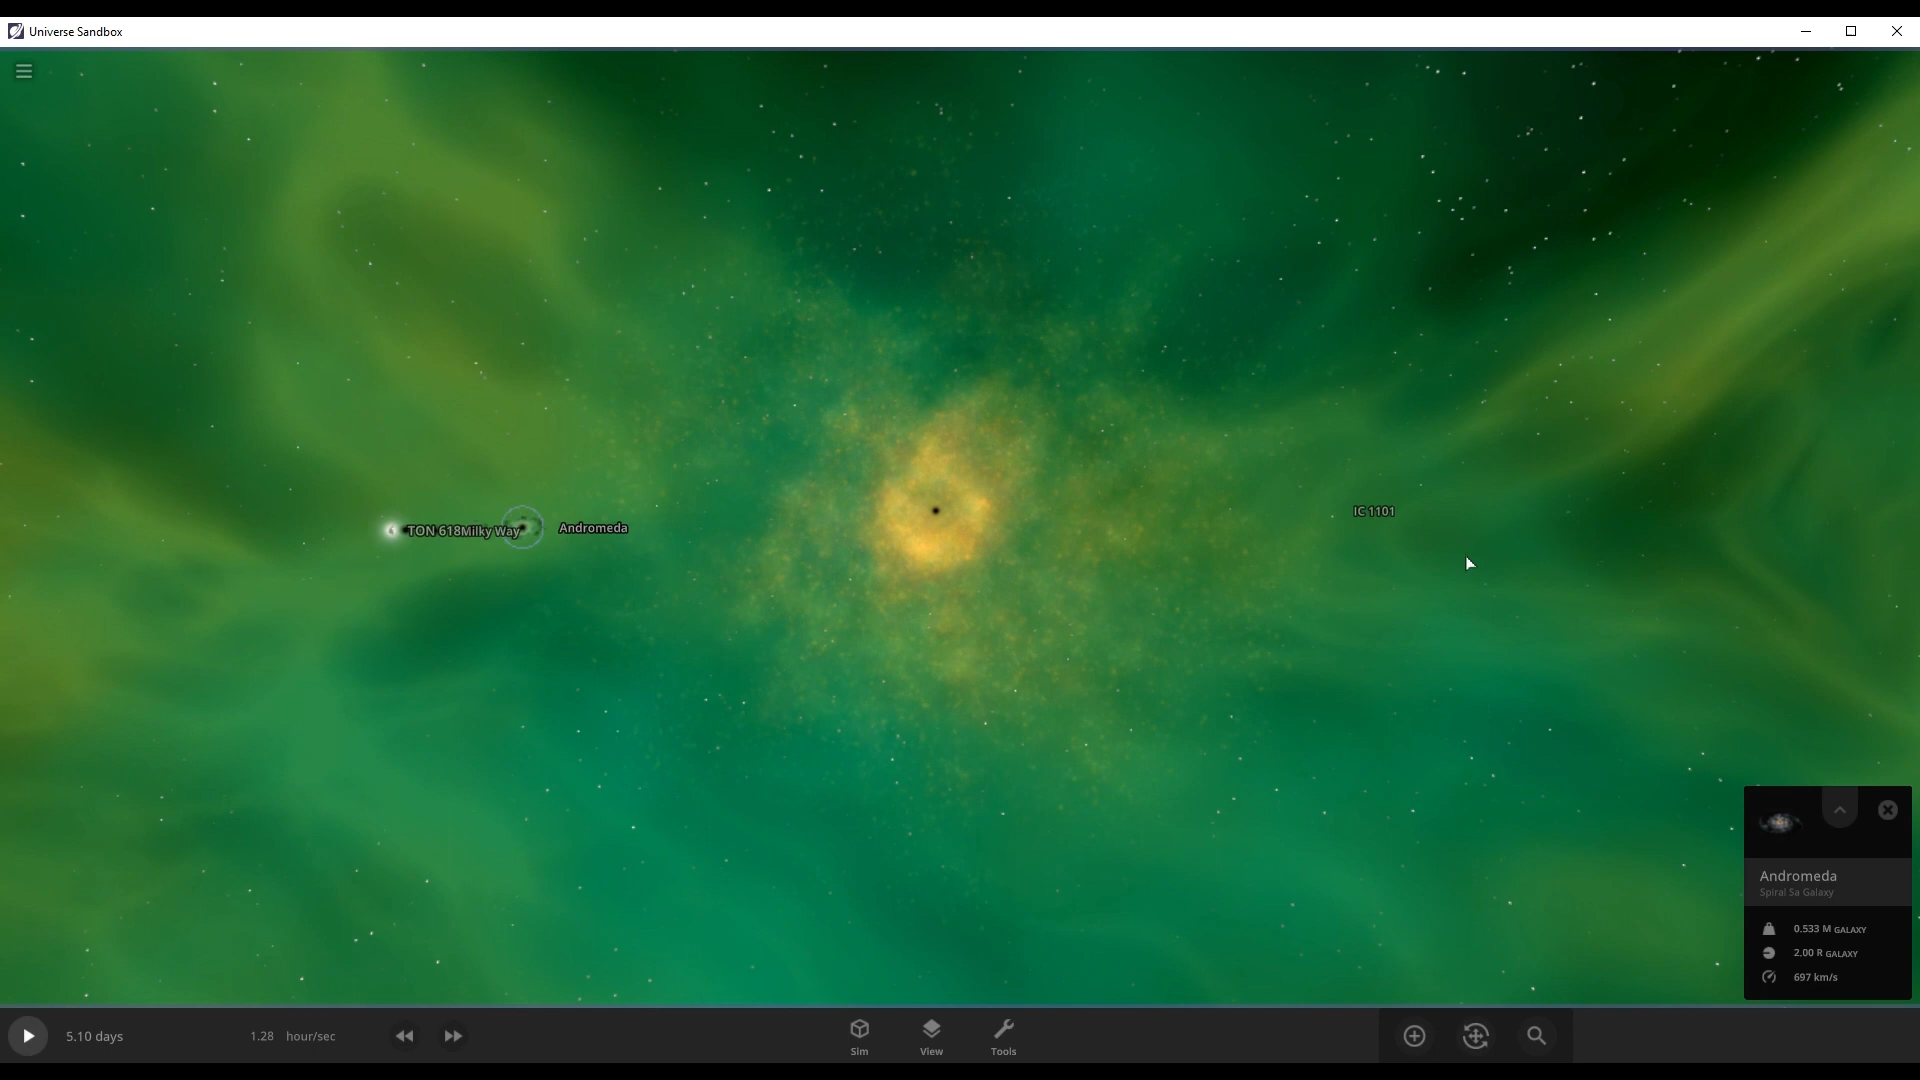 Universe Sandbox
TON 618Milky Way
Andromeda
IC 1101
Andromeda
Spiral Sa Galaxy
0.533 M GALAXY
2.00 R GALAXY
697 km/s
5.10 days
1.28 hour/sec
Sim
View
Tools